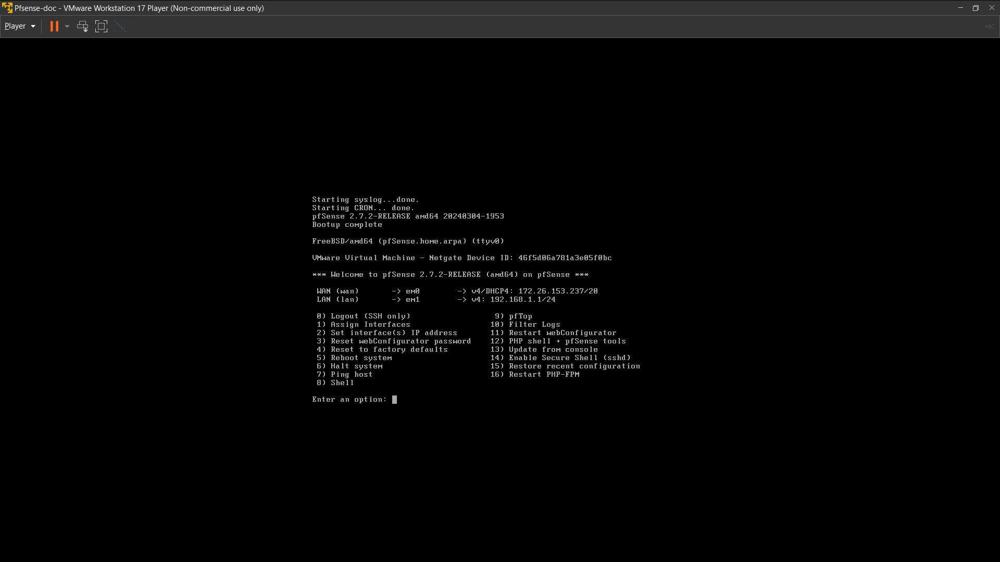 Pfsense-doc - VMware Workstation 17 Player (Non-commercial use only)
Player
Starting syslog...done.
Starting CRON... done.
pfSense 2.7.2-RELEASE amd64 20240304-1953
Bootup complete
FreeBSD/amd64 (pfSense.home.arpa) (ttyv0)
VMware Virtual Machine - Netgate Device ID: 46f5d06a781a3e05f0bc
*** Welcome to pfSense 2.7.2-RELEASE (amd64) on pfSense ***
WAN (wan) -> em0 -> v4/DHCP4: 172.26.153.237/20
LAN (lan) -> em1 -> v4: 192.168.1.1/24
0) Logout (SSH only) 9) pfTop
1) Assign Interfaces 10) Filter Logs
2) Set interface(s) IP address 11) Restart webConfigurator
3) Reset webConfigurator password 12) PHP shell + pfSense tools
4) Reset to factory defaults 13) Update from console
5) Reboot system 14) Enable Secure Shell (sshd)
6) Halt system 15) Restore recent configuration
7) Ping host 16) Restart PHP-FPM
8) Shell
Enter an option: